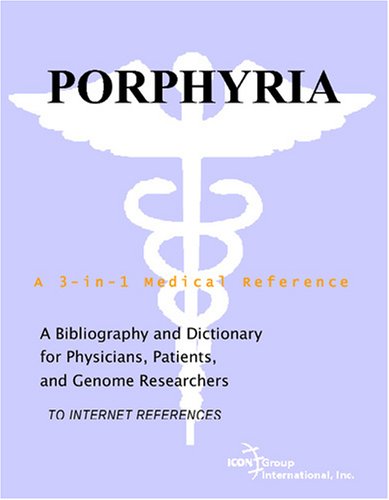 PORPHYRIA
A 3-in-1 Medical Reference
A Bibliography and Dictionary
for Physicians, Patients,
and Genome Researchers
TO INTERNET REFERENCES
ICON Group
International, Inc.